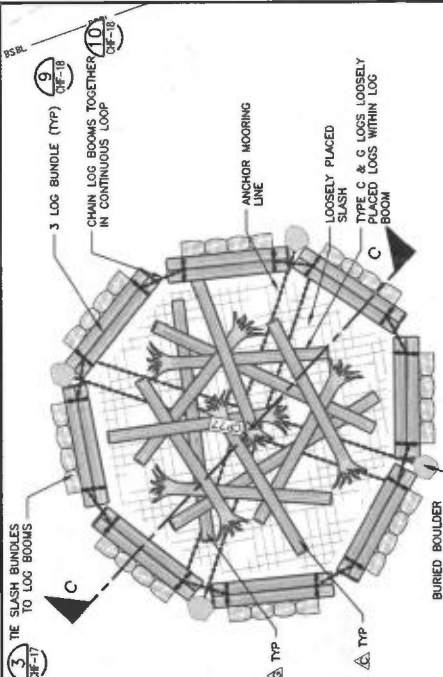 BSBL
3
CHF-17
TIE SLASH BUNDLES
TO LOG BOOMS
9
CHF-18
3 LOG BUNDLE (TYP)
10
CHF-18
CHAIN LOG BOOMS TOGETHER
IN CONTINUOUS LOOP
ANCHOR MOORING
LINE
LOOSELY PLACED
SLASH
TYPE C & G LOGS LOOSELY
PLACED LOGS WITHIN LOG
BOOM
C
C
G TYP
C TYP
BURIED BOULDER